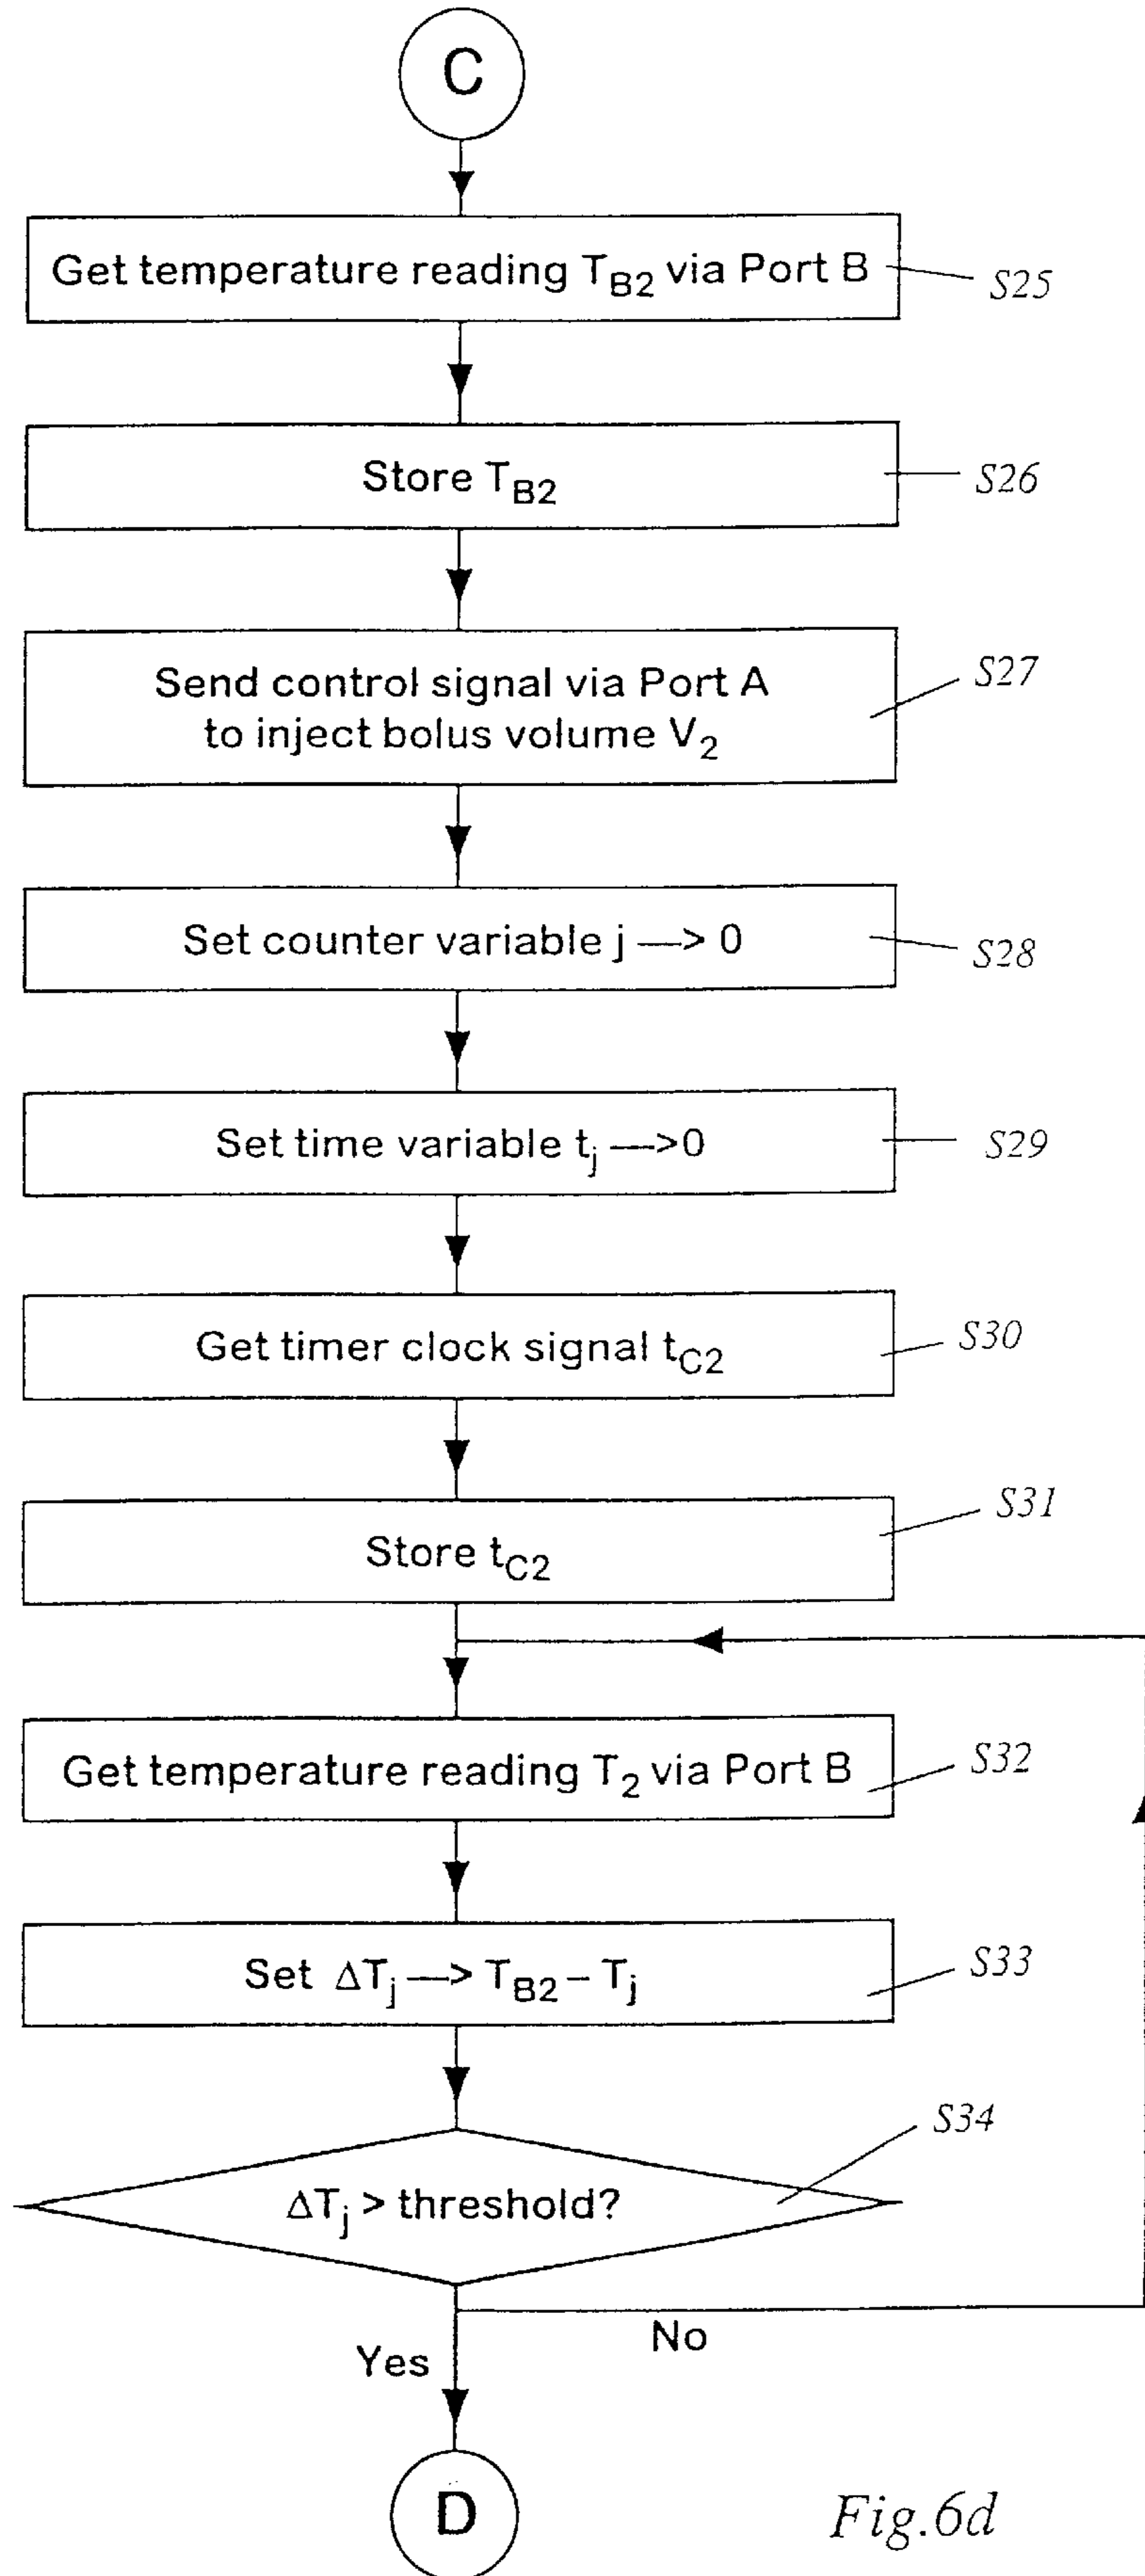 C
Get temperature reading T_B2 via Port B
S25
Store T_B2
S26
Send control signal via Port A
to inject bolus volume V_2
S27
Set counter variable j —> 0
S28
Set time variable t_j —>0
S29
Get timer clock signal t_C2
S30
Store t_C2
S31
Get temperature reading T_2 via Port B
S32
Set ΔT_j —> T_B2 – T_j
S33
ΔT_j > threshold?
S34
No
Yes
D
Fig.6d